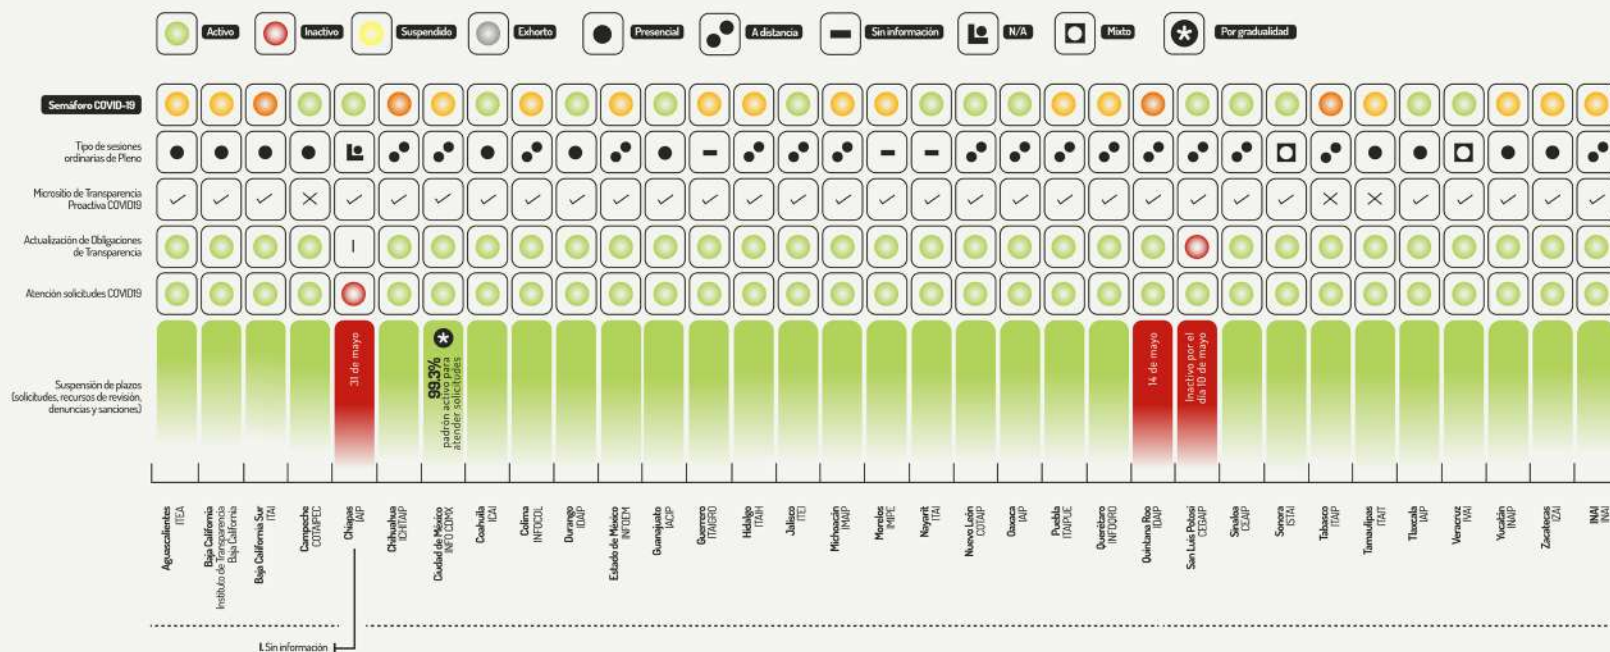 Activo
Inactivo
Suspendido
Exhorto
Presencial
A distancia
Sin información
N/A
Mixto
Por gradualidad
Semáforo COVID-19
Tipo de sesiones
ordinarias de Pleno
Micrositio de Transparencia
Proactiva COVID19
Actualización de Obligaciones
de Transparencia
Atención solicitudes COVID19
Suspensión de plazos
(solicitudes, recursos de revisión,
denuncias y sanciones)
31 de mayo
99.3%
padrón activo para
atender solicitudes
14 de mayo
Inactivo por el
día 10 de mayo
Aguascalientes
ITEA
Baja California
Instituto de Transparencia
Baja California
Baja California Sur
ITAI
Campeche
COTAIPEC
Chiapas
IAIP
Chihuahua
ICHITAIP
Ciudad de México
INFO CDMX
Coahuila
ICAI
Colima
INFOCOL
Durango
IDAIP
Estado de México
INFOEM
Guanajuato
IACIP
Guerrero
ITAIGRO
Hidalgo
ITAIH
Jalisco
ITEI
Michoacán
IMAIP
Morelos
IMIPE
Nayarit
ITAI
Nuevo León
COTAIP
Oaxaca
IAIP
Puebla
ITAIPUE
Querétaro
INFOQRO
Quintana Roo
IDAIP
San Luis Potosí
CEGAIP
Sinaloa
CEAIP
Sonora
ISTAI
Tabasco
ITAIP
Tamaulipas
ITAIT
Tlaxcala
IAIP
Veracruz
IVAI
Yucatán
INAIP
Zacatecas
IZAI
INAI
INAI
I. Sin información